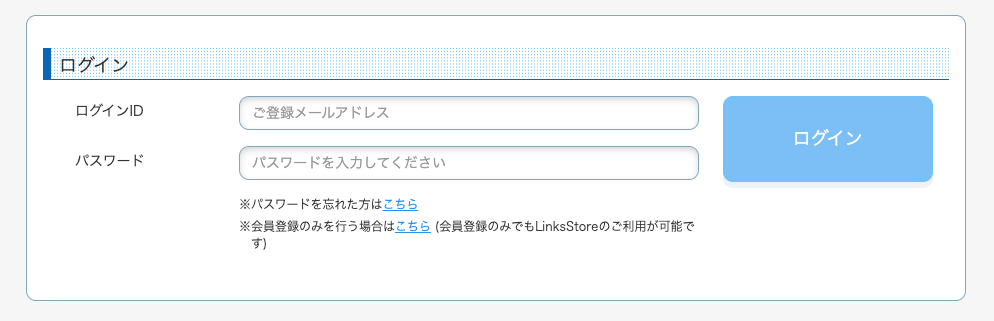 ログイン
ログインID
ご登録メールアドレス
ログイン
パスワード
パスワードを入力してください
※パスワードを忘れた方はこちら
※会員登録のみを行う場合はこちら (会員登録のみでもLinksStoreのご利用が可能で
す)